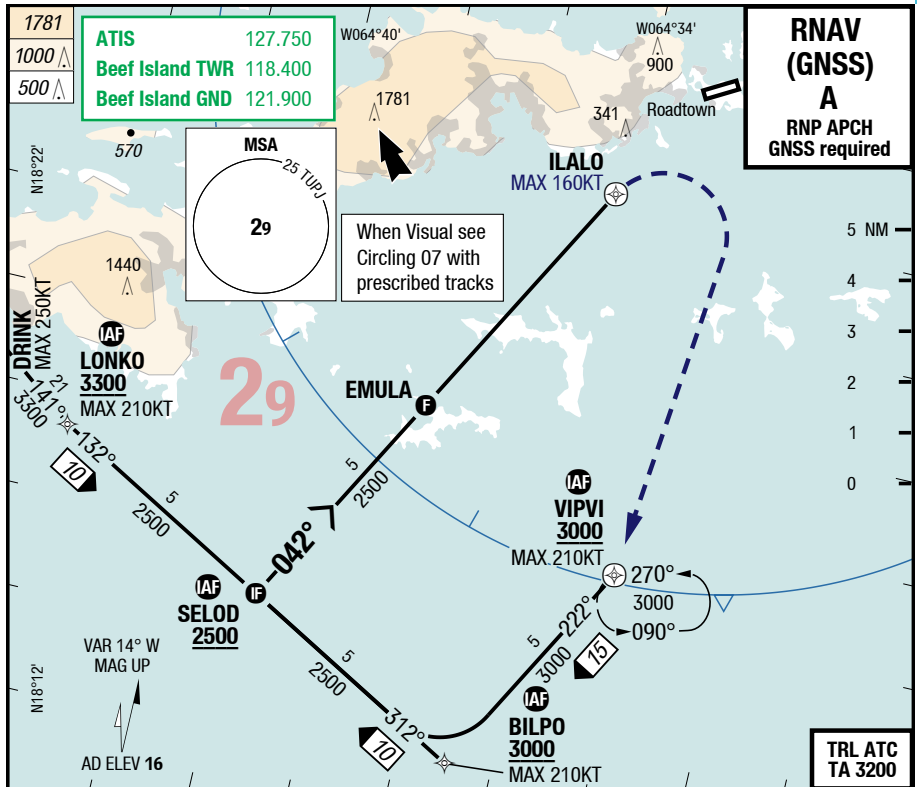 1781
1000
500
ATIS 127.750
Beef Island TWR 118.400
Beef Island GND 121.900
W064°40'
W064°34'
RNAV
(GNSS)
A
RNP APCH
GNSS required
1781
900
341
Roadtown
570
N18°22'
MSA
25 TUPJ
29
ILALO
MAX 160KT
When Visual see
Circling 07 with
prescribed tracks
5 NM
4
3
2
1
0
1440
DRINK
MAX 250KT
IAF
LONKO
3300
MAX 210KT
21
141°
3300
29
EMULA
F
132°
10
5
2500
5
2500
042°
IAF
VIPVI
3000
MAX 210KT
270°
3000
090°
IAF
SELOD
2500
IF
222°
5
3000
15
5
2500
312°
10
IAF
BILPO
3000
MAX 210KT
N18°12'
VAR 14° W
MAG UP
AD ELEV 16
TRL ATC
TA 3200